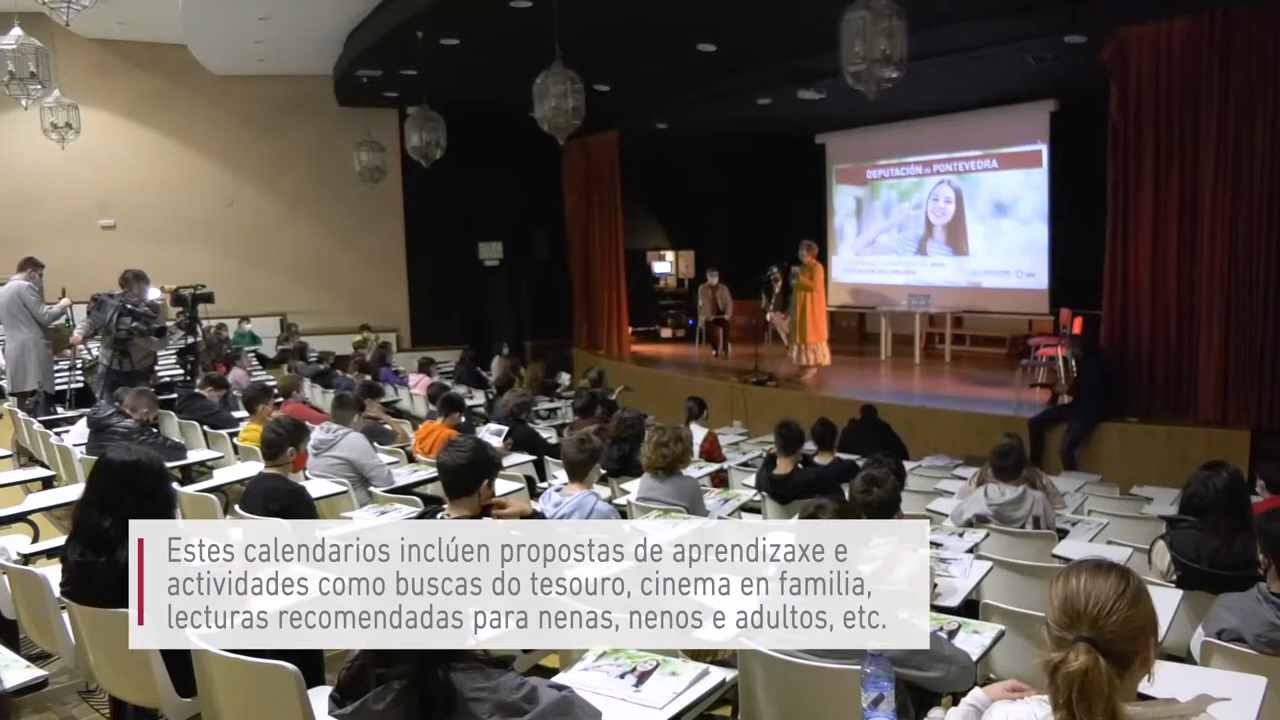 DEPUTACIÓN DE PONTEVEDRA
Estes calendarios inclúen propostas de aprendizaxe e
actividades como buscas do tesouro, cinema en familia,
lecturas recomendadas para nenas, nenos e adultos, etc.